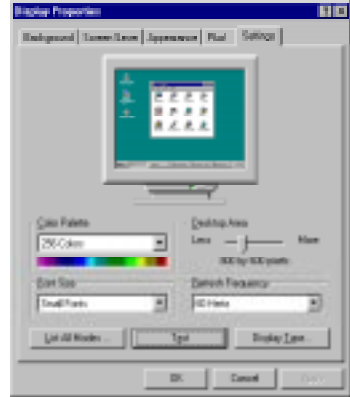 Display Properties
Background Screen Saver Appearance Plus! Settings
Color Palette
Desktop Area
256 Colors
Less More
800 by 600 pixels
Font Size
Refresh Frequency
Small Fonts
60 Hertz
List All Modes... Test Display Type...
OK Cancel Apply